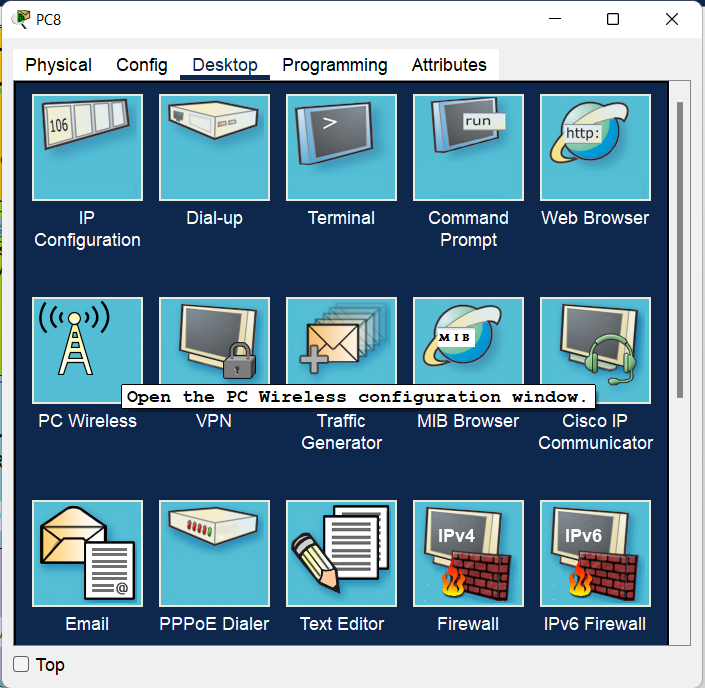 PC8
Physical Config Desktop Programming Attributes
106
>
run
http:
IP Configuration
Dial-up
Terminal
Command Prompt
Web Browser
MIB
Open the PC Wireless configuration window.
PC Wireless
VPN
Traffic Generator
MIB Browser
Cisco IP Communicator
@
IPv4
IPv6
Email
PPPoE Dialer
Text Editor
Firewall
IPv6 Firewall
Top